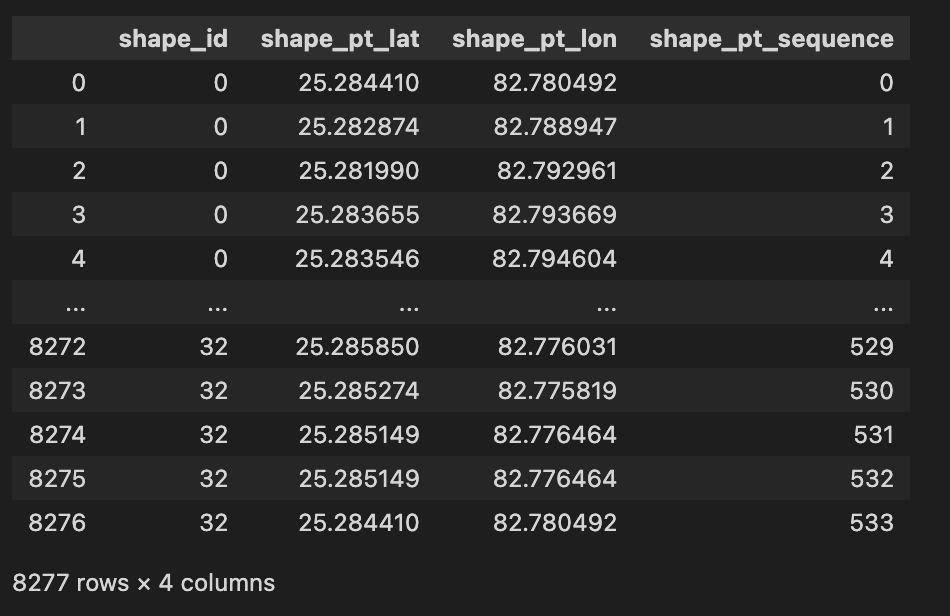 shape_id shape_pt_lat shape_pt_lon shape_pt_sequence
0 0 25.284410 82.780492 0
1 0 25.282874 82.788947 1
2 0 25.281990 82.792961 2
3 0 25.283655 82.793669 3
4 0 25.283546 82.794604 4
... ... ... ... ...
8272 32 25.285850 82.776031 529
8273 32 25.285274 82.775819 530
8274 32 25.285149 82.776464 531
8275 32 25.285149 82.776464 532
8276 32 25.284410 82.780492 533
8277 rows × 4 columns